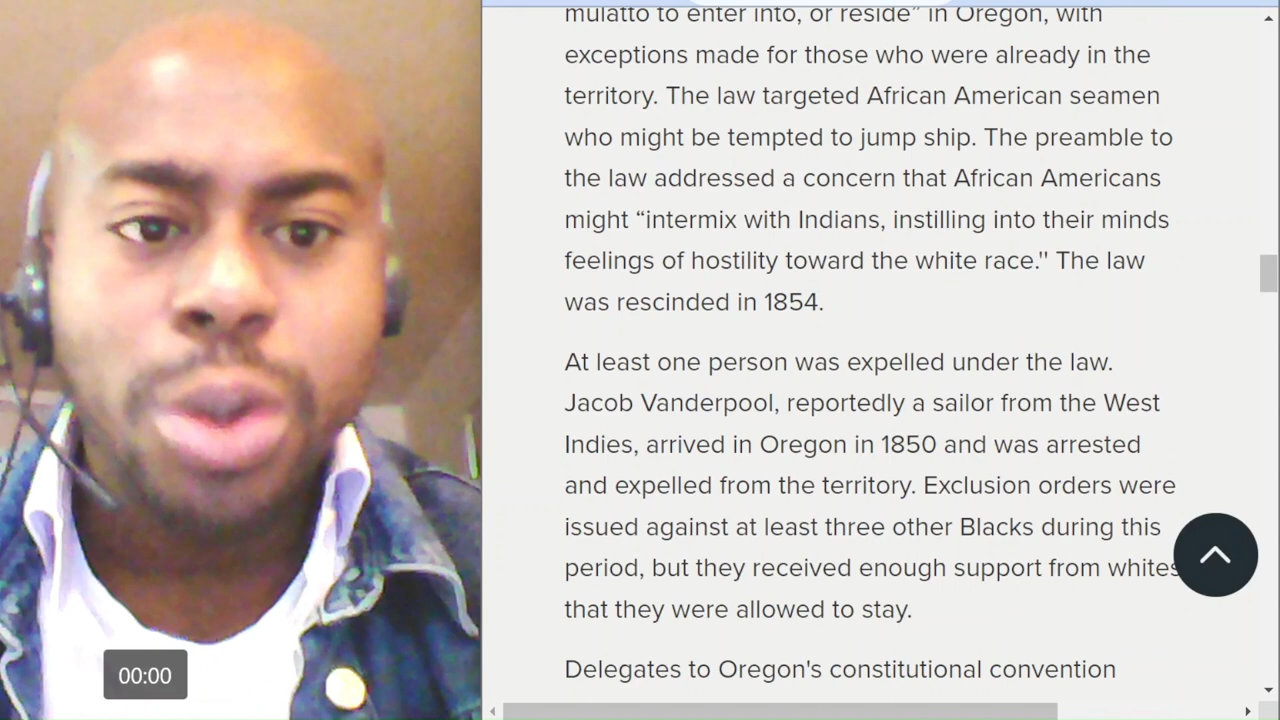 mulatto to enter into, or reside” in Oregon, with
exceptions made for those who were already in the
territory. The law targeted African American seamen
who might be tempted to jump ship. The preamble to
the law addressed a concern that African Americans
might “intermix with Indians, instilling into their minds
feelings of hostility toward the white race.'' The law
was rescinded in 1854.
At least one person was expelled under the law.
Jacob Vanderpool, reportedly a sailor from the West
Indies, arrived in Oregon in 1850 and was arrested
and expelled from the territory. Exclusion orders were
issued against at least three other Blacks during this
period, but they received enough support from whites
that they were allowed to stay.
Delegates to Oregon's constitutional convention
00:00